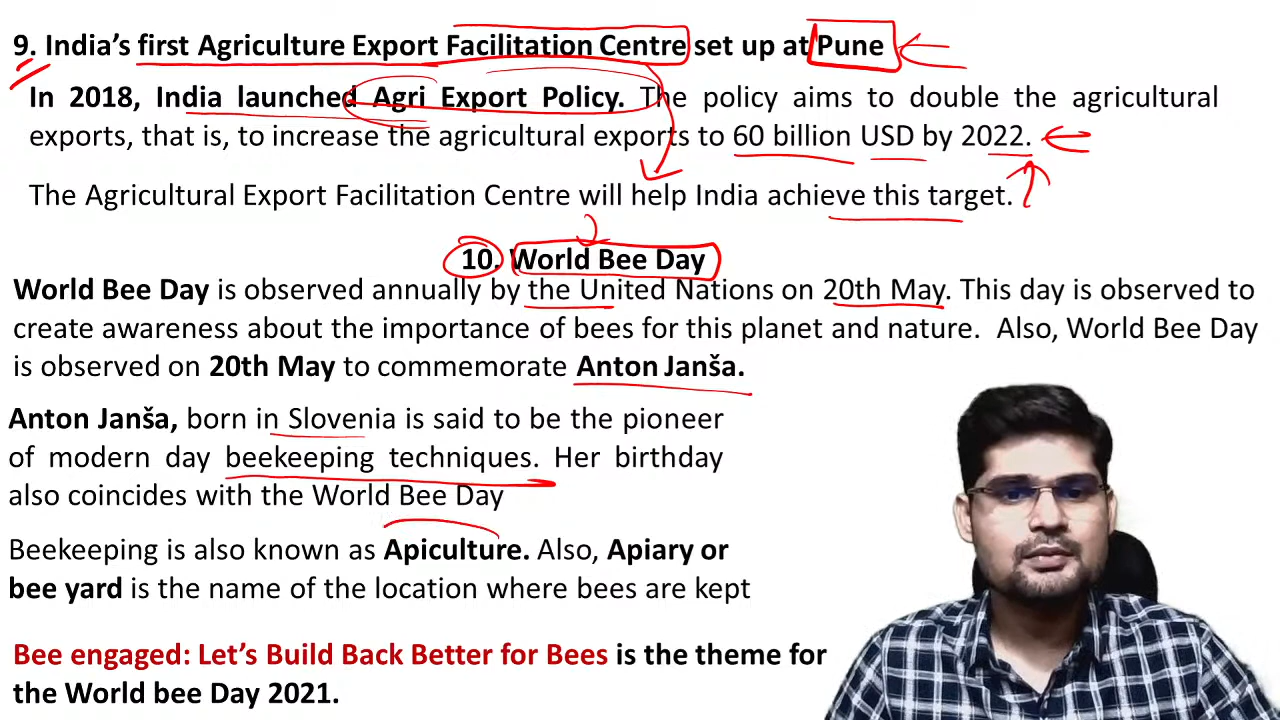 9. India's first Agriculture Export Facilitation Centre set up at Pune
In 2018, India launched Agri Export Policy. The policy aims to double the agricultural
exports, that is, to increase the agricultural exports to 60 billion USD by 2022.
The Agricultural Export Facilitation Centre will help India achieve this target.
10. World Bee Day
World Bee Day is observed annually by the United Nations on 20th May. This day is observed to
create awareness about the importance of bees for this planet and nature. Also, World Bee Day
is observed on 20th May to commemorate Anton Janša.
Anton Janša, born in Slovenia is said to be the pioneer
of modern day beekeeping techniques. Her birthday
also coincides with the World Bee Day
Beekeeping is also known as Apiculture. Also, Apiary or
bee yard is the name of the location where bees are kept
Bee engaged: Let's Build Back Better for Bees is the theme for
the World bee Day 2021.